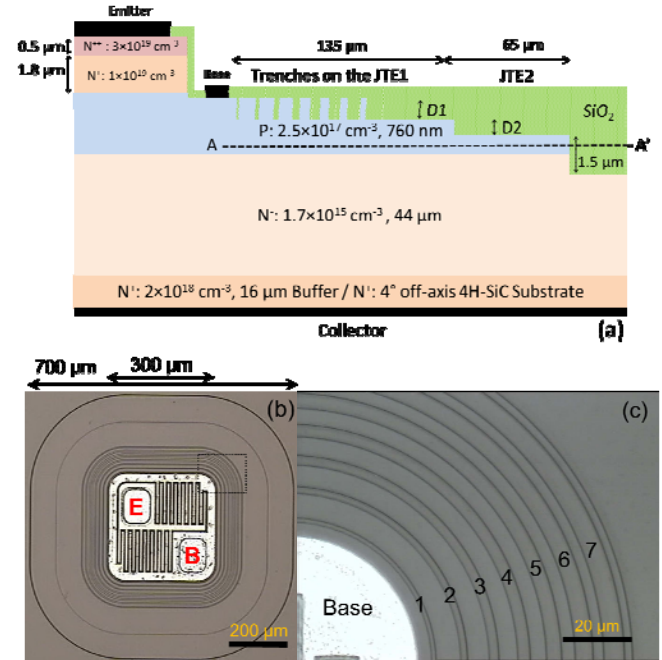 Emitter
0.5 μm
N⁺⁺: 3×10¹⁹ cm⁻³
1.8 μm
N⁺: 1×10¹⁹ cm⁻³
Base
135 μm
65 μm
Trenches on the JTE1
JTE2
D1
SiO₂
P: 2.5×10¹⁷ cm⁻³, 760 nm
D2
A
A'
1.5 μm
N⁻: 1.7×10¹⁵ cm⁻³, 44 μm
N⁺: 2×10¹⁸ cm⁻³, 16 μm Buffer / N⁺: 4° off-axis 4H-SiC Substrate
Collector
(a)
700 μm
300 μm
(b)
E
B
200 μm
(c)
Base
1 2 3 4 5 6 7
20 μm